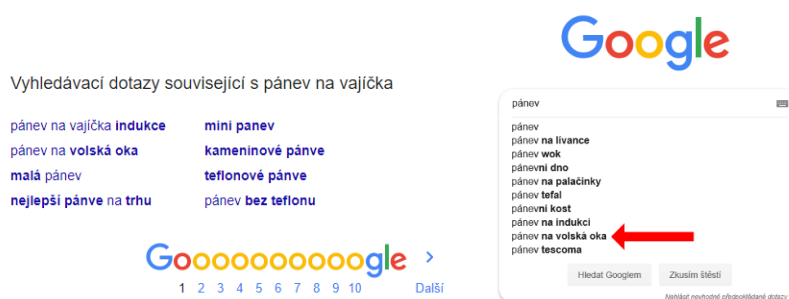 Vyhledávací dotazy související s pánev na vajíčka
pánev na vajíčka indukce
pánev na volská oka
malá pánev
nejlepší pánve na trhu
mini panev
kameninové pánve
teflonové pánve
pánev bez teflonu
Goooooooooogle
1 2 3 4 5 6 7 8 9 10 Další
Google
pánev
pánev
pánev na lívance
pánev wok
pánevní dno
pánev na palačinky
pánev tefal
pánevní kost
pánev na indukci
pánev na volská oka
pánev tescoma
Hledat Googlem Zkusím štěstí
Nahlásit nevhodné předpokládané dotazy